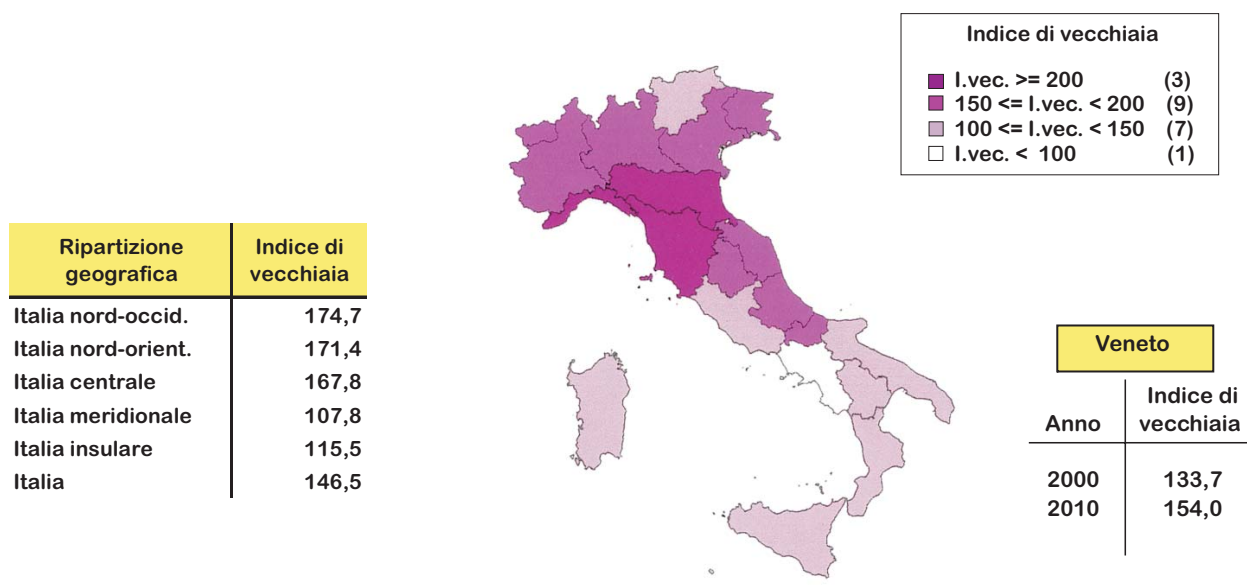 Indice di vecchiaia
I.vec. >= 200 (3)
150 <= I.vec. < 200 (9)
100 <= I.vec. < 150 (7)
I.vec. < 100 (1)
Ripartizione geografica Indice di vecchiaia
Italia nord-occid. 174,7
Italia nord-orient. 171,4
Italia centrale 167,8
Italia meridionale 107,8
Italia insulare 115,5
Italia 146,5
Veneto
Anno Indice di vecchiaia
2000 133,7
2010 154,0